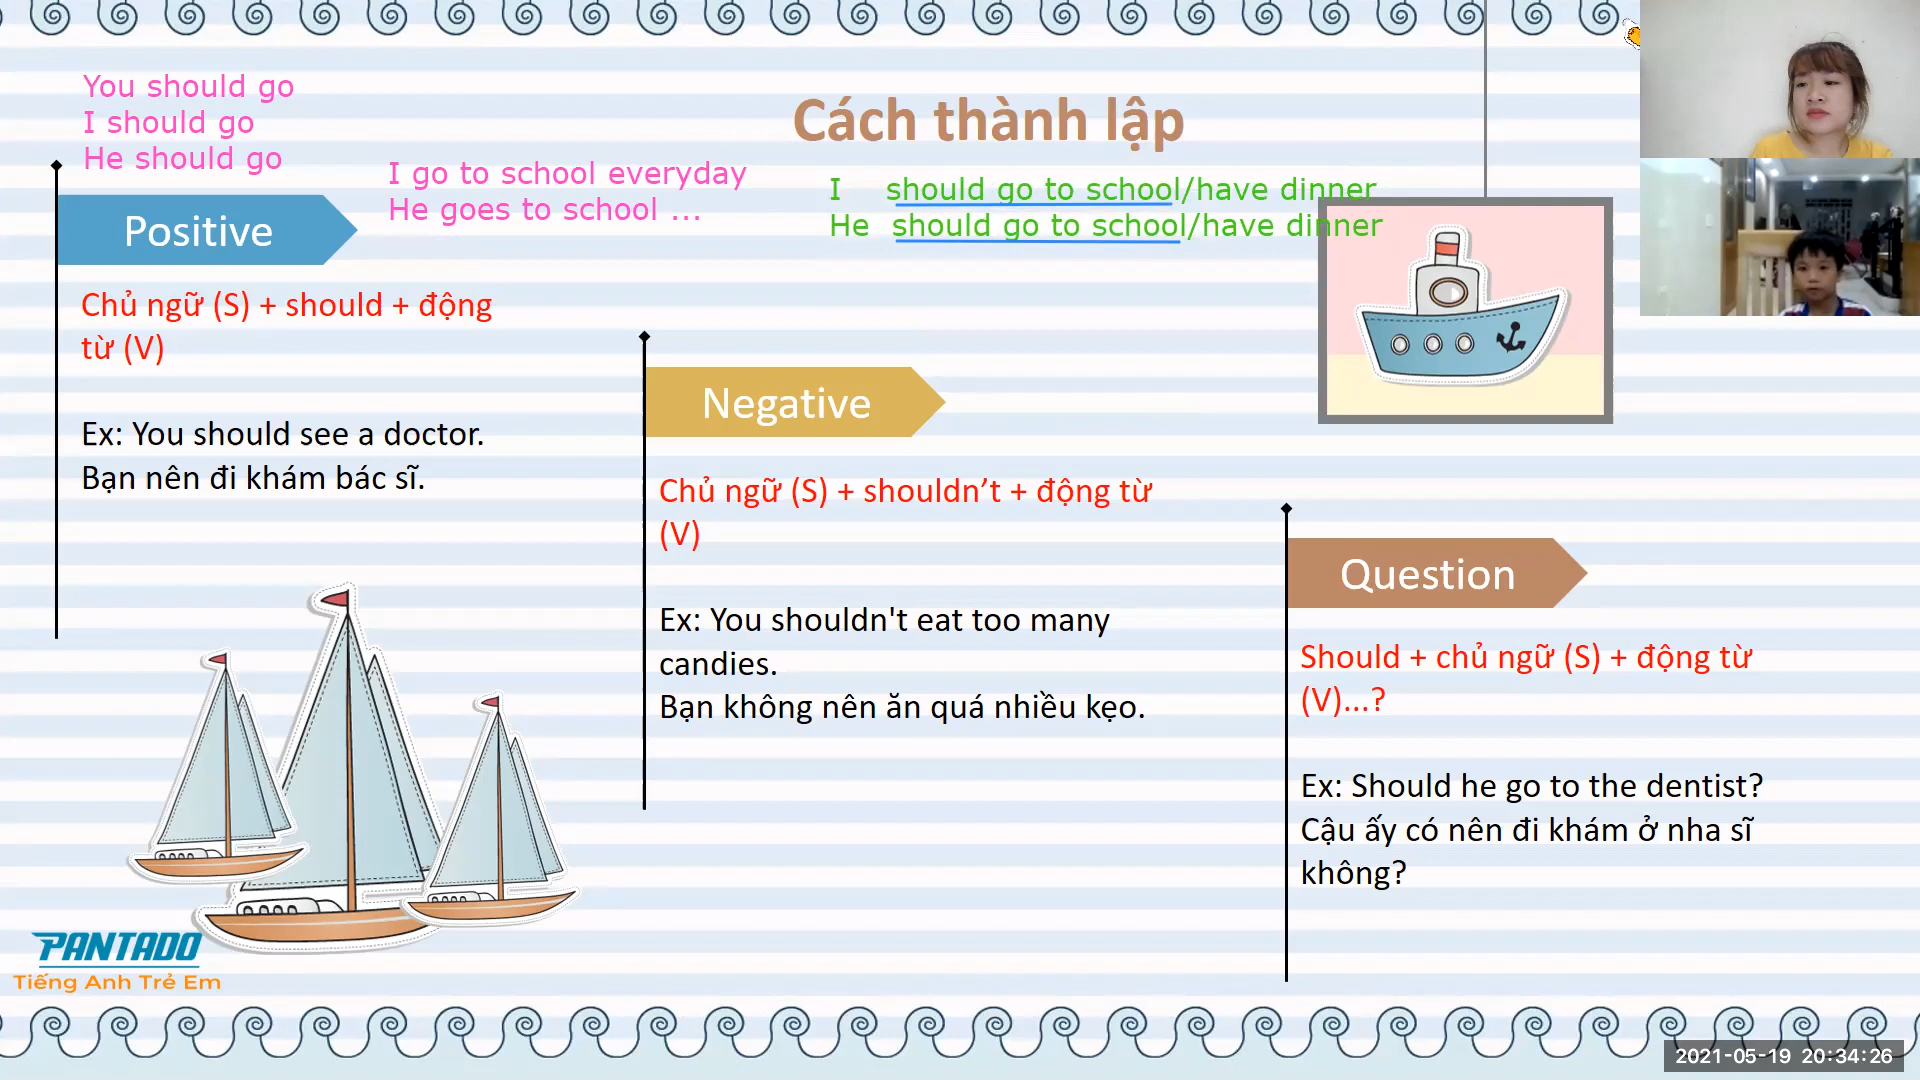 You should go
I should go
He should go
Cách thành lập
I go to school everyday
He goes to school ...
I should go to school/have dinner
He should go to school/have dinner
Positive
Chủ ngữ (S) + should + động
từ (V)
Ex: You should see a doctor.
Bạn nên đi khám bác sĩ.
Negative
Chủ ngữ (S) + shouldn’t + động từ
(V)
Ex: You shouldn't eat too many
candies.
Bạn không nên ăn quá nhiều kẹo.
Question
Should + chủ ngữ (S) + động từ
(V)...?
Ex: Should he go to the dentist?
Cậu ấy có nên đi khám ở nha sĩ
không?
PANTADO
Tiếng Anh Trẻ Em
2021-05-19 20:34:26